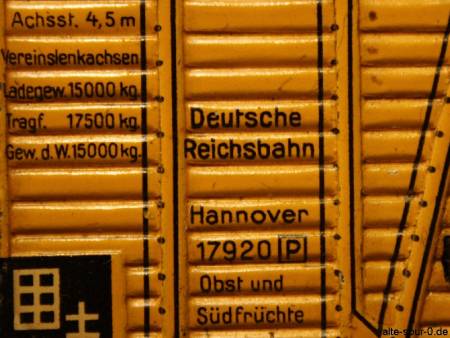 Achsst. 4,5 m
Vereinslenkachsen
Ladegew. 15000 kg.
Tragf. 17500 kg.
Gew. d. W. 15000 kg.
Deutsche
Reichsbahn
Hannover
17920 P
Obst und
Südfrüchte
alte-spur-0.de